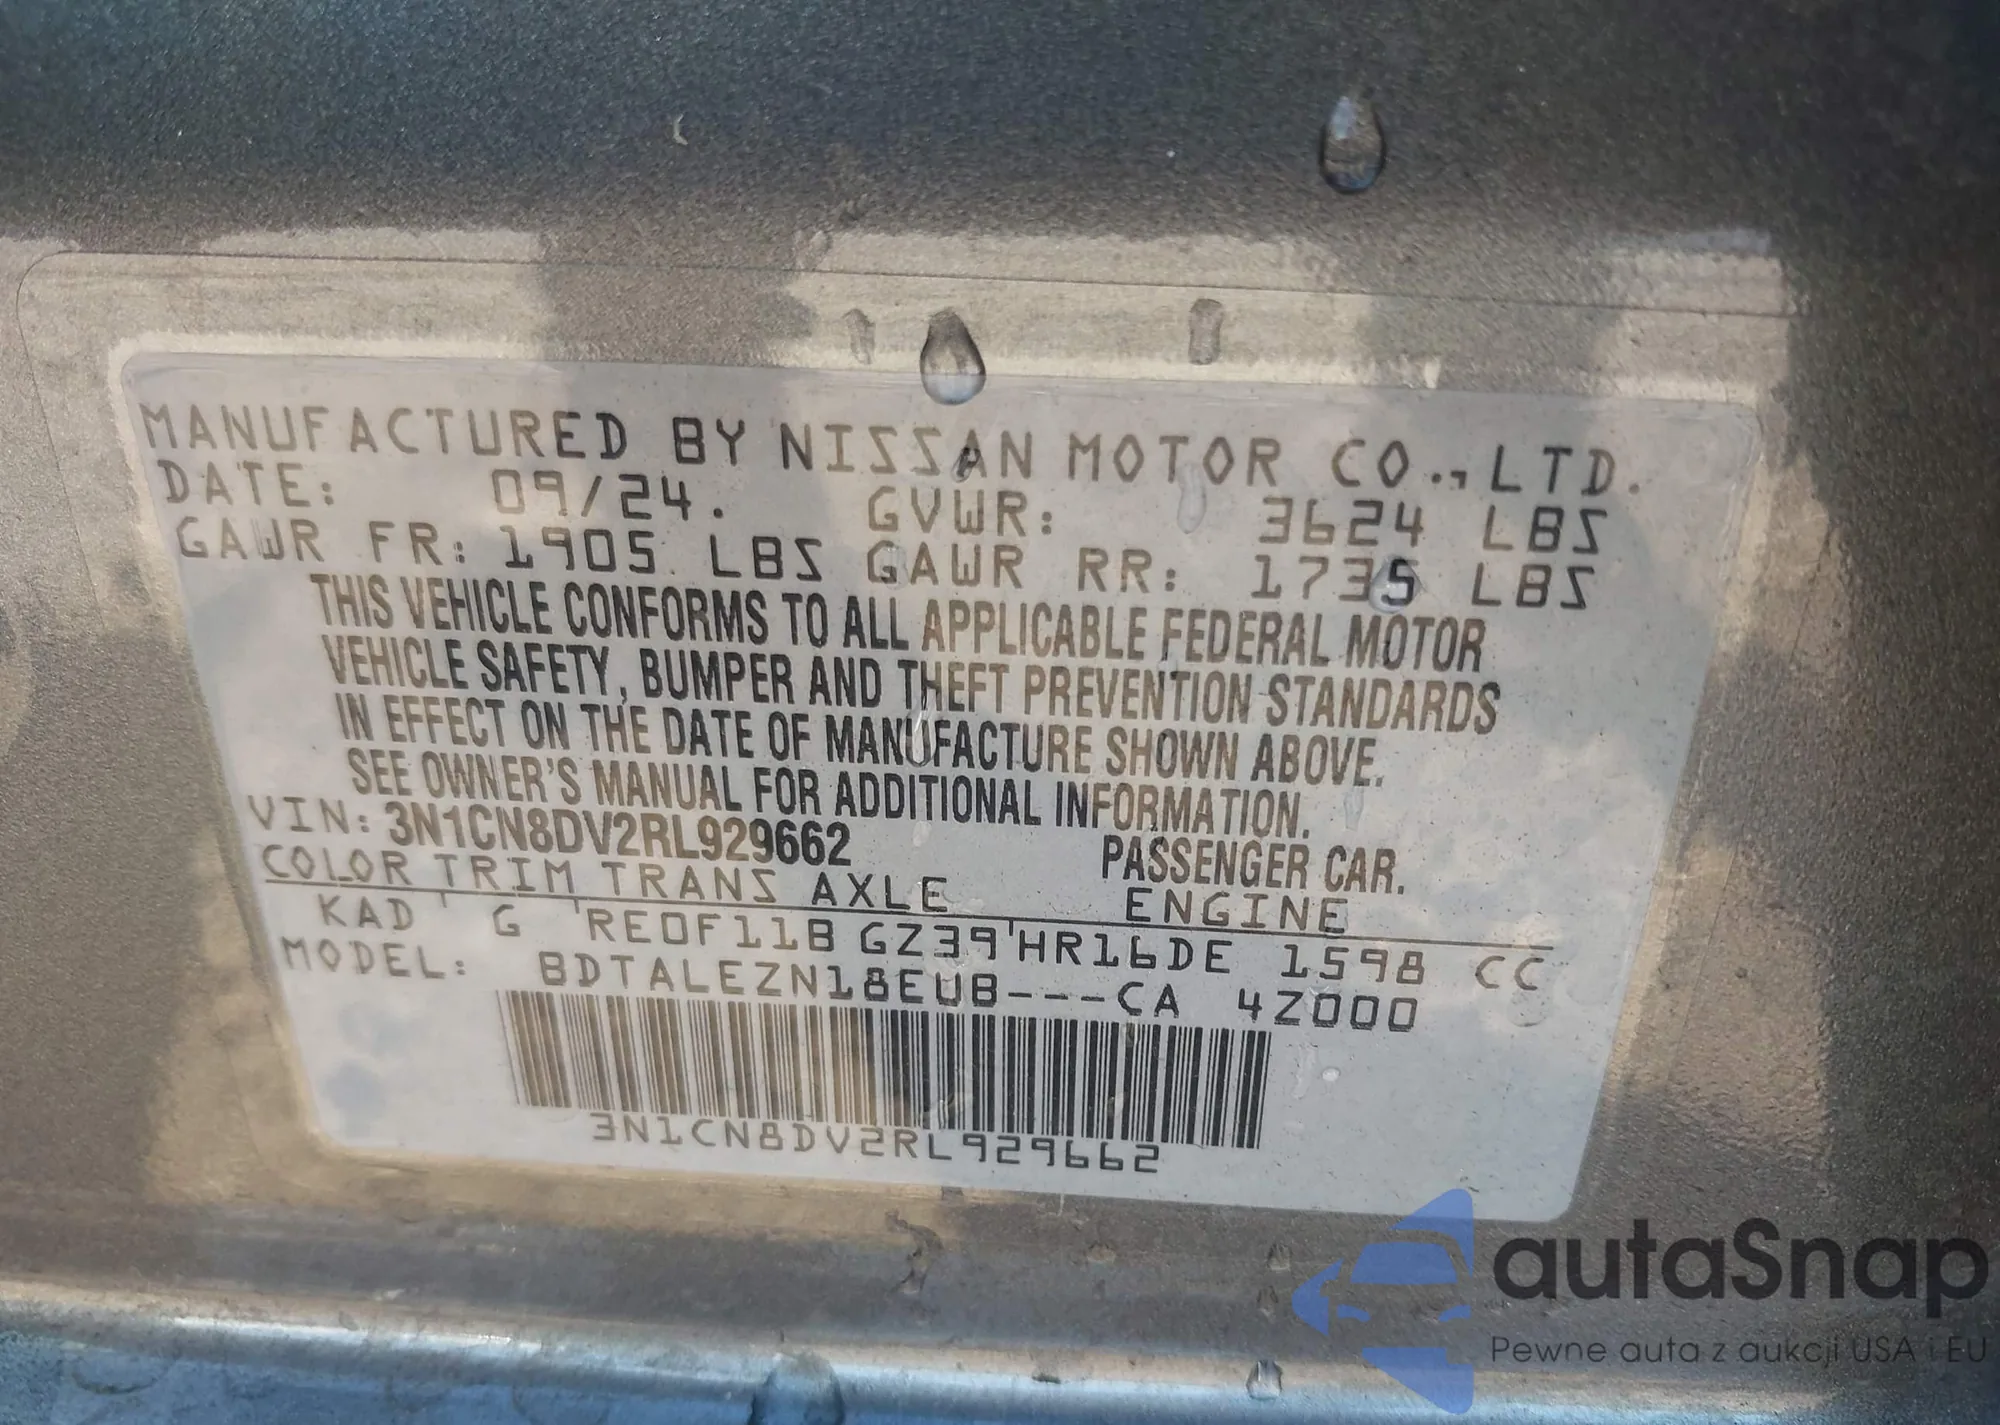 MANUFACTURED BY NISSAN MOTOR CO., LTD.
DATE: 09/24. GVWR: 3624 LBS
GAWR FR: 1905 LBS GAWR RR: 1735 LBS
THIS VEHICLE CONFORMS TO ALL APPLICABLE FEDERAL MOTOR
VEHICLE SAFETY, BUMPER AND THEFT PREVENTION STANDARDS
IN EFFECT ON THE DATE OF MANUFACTURE SHOWN ABOVE.
SEE OWNER'S MANUAL FOR ADDITIONAL INFORMATION.
VIN: 3N1CN8DV2RL929662 PASSENGER CAR.
COLOR TRIM TRANS AXLE ENGINE
KAD G RE0F11B GZ39 HR16DE 1598 CC
MODEL: BDTALEZN18EUB---CA 4Z000
3N1CN8DV2RL929662
autaSnap
Pewne auta z aukcji USA i EU